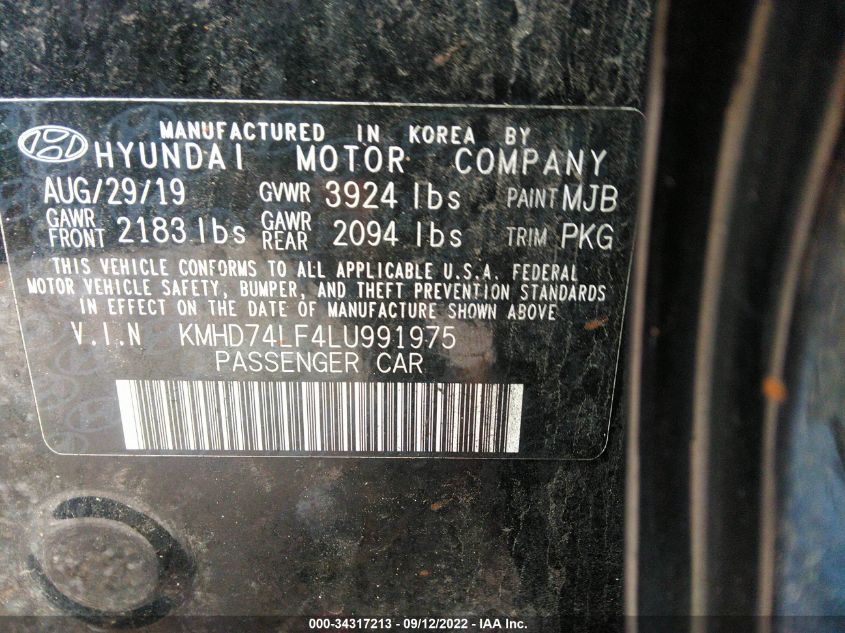 MANUFACTURED IN KOREA BY
HYUNDAI MOTOR COMPANY
AUG/29/19 GVWR 3924 lbs PAINT MJB
GAWR FRONT 2183 lbs GAWR REAR 2094 lbs TRIM PKG
THIS VEHICLE CONFORMS TO ALL APPLICABLE U.S.A. FEDERAL
MOTOR VEHICLE SAFETY, BUMPER, AND THEFT PREVENTION STANDARDS
IN EFFECT ON THE DATE OF MANUFACTURE SHOWN ABOVE.
V.I.N KMHD74LF4LU991975
PASSENGER CAR
000-34317213 - 09/12/2022 - IAA Inc.